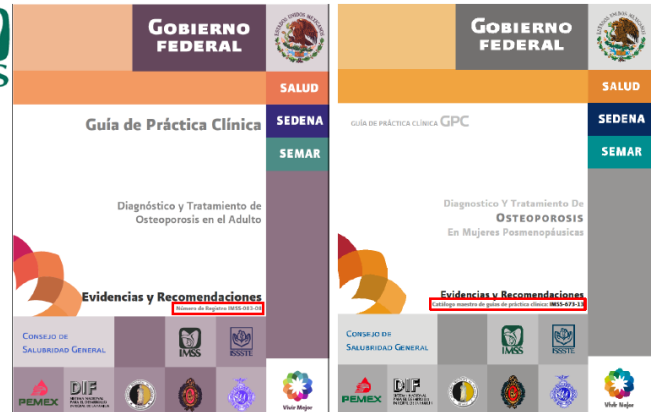 GOBIERNO
FEDERAL
SALUD
SEDENA
SEMAR
Guía de Práctica Clínica
Diagnóstico y Tratamiento de
Osteoporosis en el Adulto
Evidencias y Recomendaciones
Número de Registro IMSS-083-08
CONSEJO DE
SALUBRIDAD GENERAL
IMSS
ISSSTE
PEMEX
DIF
Vivir Mejor
GOBIERNO
FEDERAL
SALUD
SEDENA
SEMAR
GUÍA DE PRÁCTICA CLÍNICA GPC
Diagnostico Y Tratamiento De
OSTEOPOROSIS
En Mujeres Posmenopáusicas
Evidencias y Recomendaciones
Catálogo maestro de guías de práctica clínica: IMSS-673-13
CONSEJO DE
SALUBRIDAD GENERAL
IMSS
ISSSTE
PEMEX
DIF
Vivir Mejor